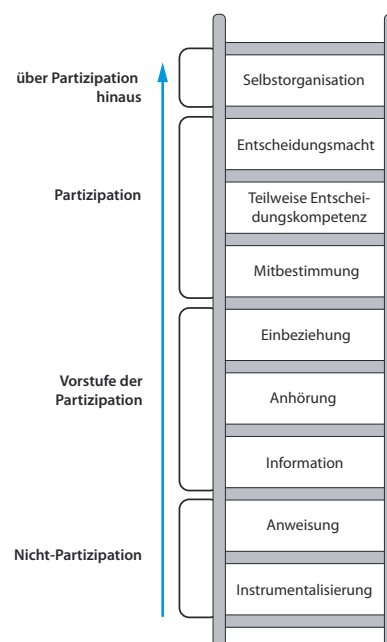 über Partizipation
hinaus
Selbstorganisation
Entscheidungsmacht
Partizipation
Teilweise Entschei-
dungskompetenz
Mitbestimmung
Einbeziehung
Vorstufe der
Partizipation
Anhörung
Information
Anweisung
Nicht-Partizipation
Instrumentalisierung